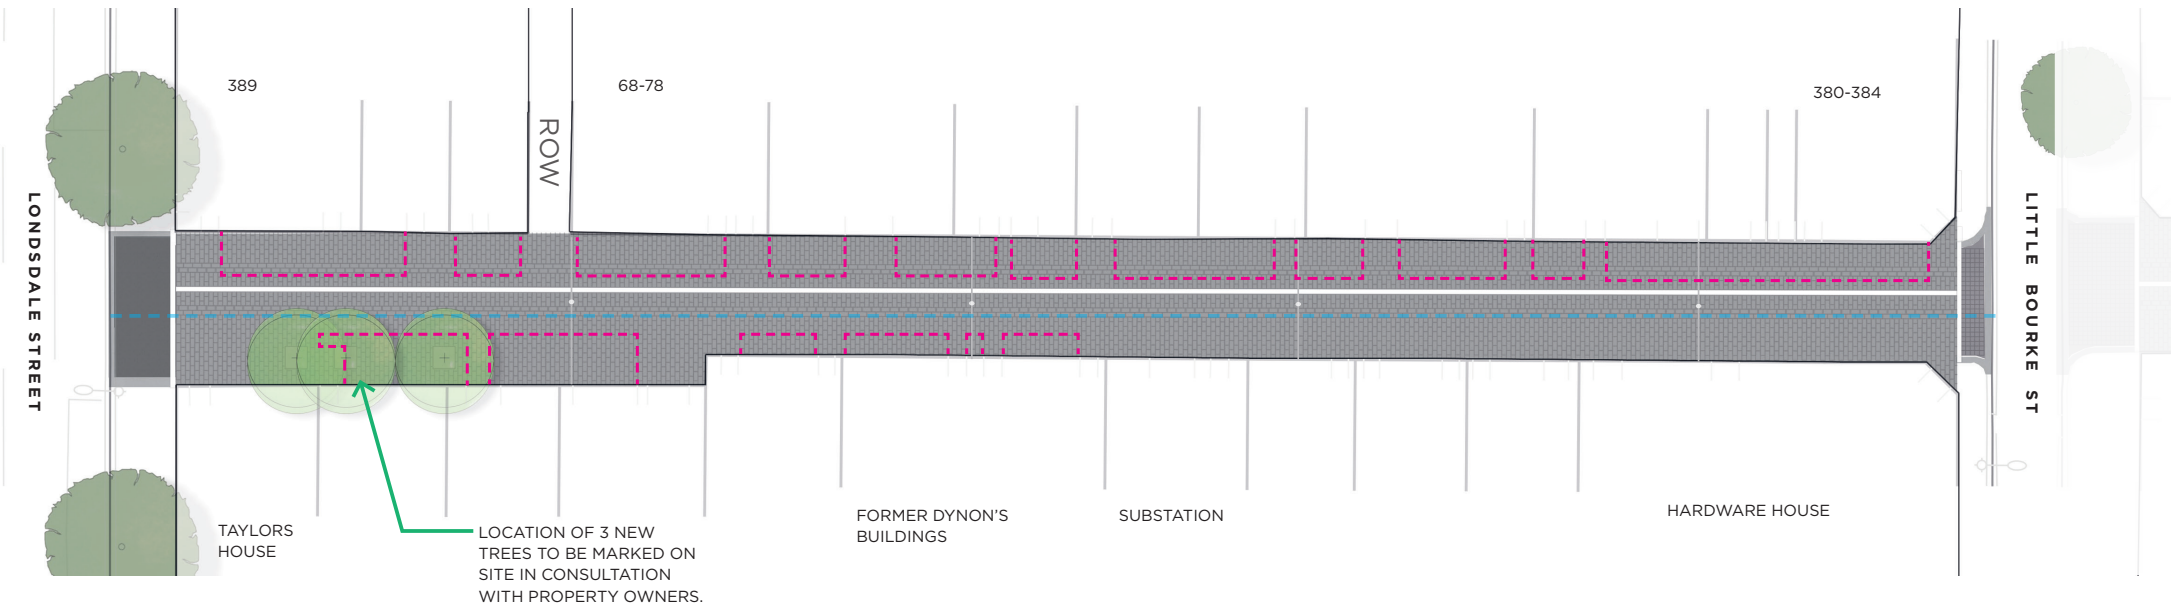 389
68-78
380-384
ROW
LONDSDALE STREET
LITTLE BOURKE ST
TAYLORS
HOUSE
LOCATION OF 3 NEW
TREES TO BE MARKED ON
SITE IN CONSULTATION
WITH PROPERTY OWNERS.
FORMER DYNON'S
BUILDINGS
SUBSTATION
HARDWARE HOUSE